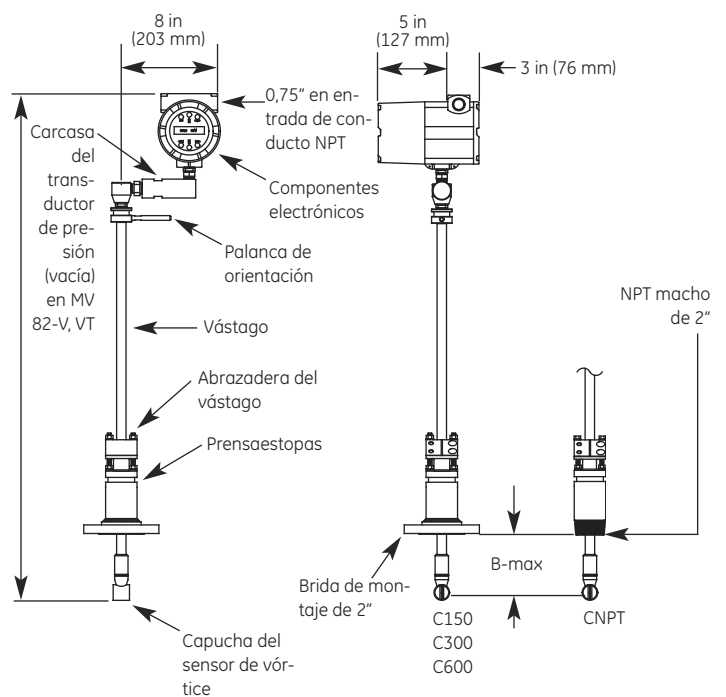 8 in
(203 mm)
5 in
(127 mm)
3 in (76 mm)
0,75" en en-
trada de con-
ducto NPT
Carcasa
del
trans-
ductor
de pre-
sión
(vacía)
en MV
82-V, VT
Componentes
electrónicos
Palanca de
orientación
NPT macho
de 2"
Vástago
Abrazadera del
vástago
Prensaestopas
B-max
Brida de mon-
taje de 2"
C150
C300
C600
CNPT
Capucha del
sensor de vór-
tice